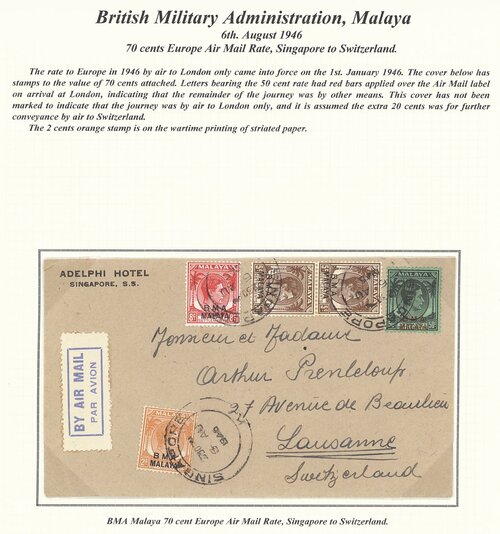 British Military Administration, Malaya
6th. August 1946
70 cents Europe Air Mail Rate, Singapore to Switzerland.
The rate to Europe in 1946 by air to London only came into force on the 1st. January 1946. The cover below has
stamps to the value of 70 cents attached. Letters bearing the 50 cent rate had red bars applied over the Air Mail label
on arrival at London, indicating that the remainder of the journey was by other means. This cover has not been
marked to indicate that the journey was by air to London only, and it is assumed the extra 20 cents was for further
conveyance by air to Switzerland.
The 2 cents orange stamp is on the wartime printing of striated paper.
ADELPHI HOTEL
SINGAPORE, S.S.
MALAYA
MALAYA
MALAYA
MALAYA
BMA
MALAYA
BY AIR MAIL
PAR AVION
Monsieur et Madame
Arthur Prenleloup
27 Avenue de Beaulieu
Lausanne
Switzerland
MALAYA
BMA
MALAYA
SINGAPORE
BMA Malaya 70 cent Europe Air Mail Rate, Singapore to Switzerland.